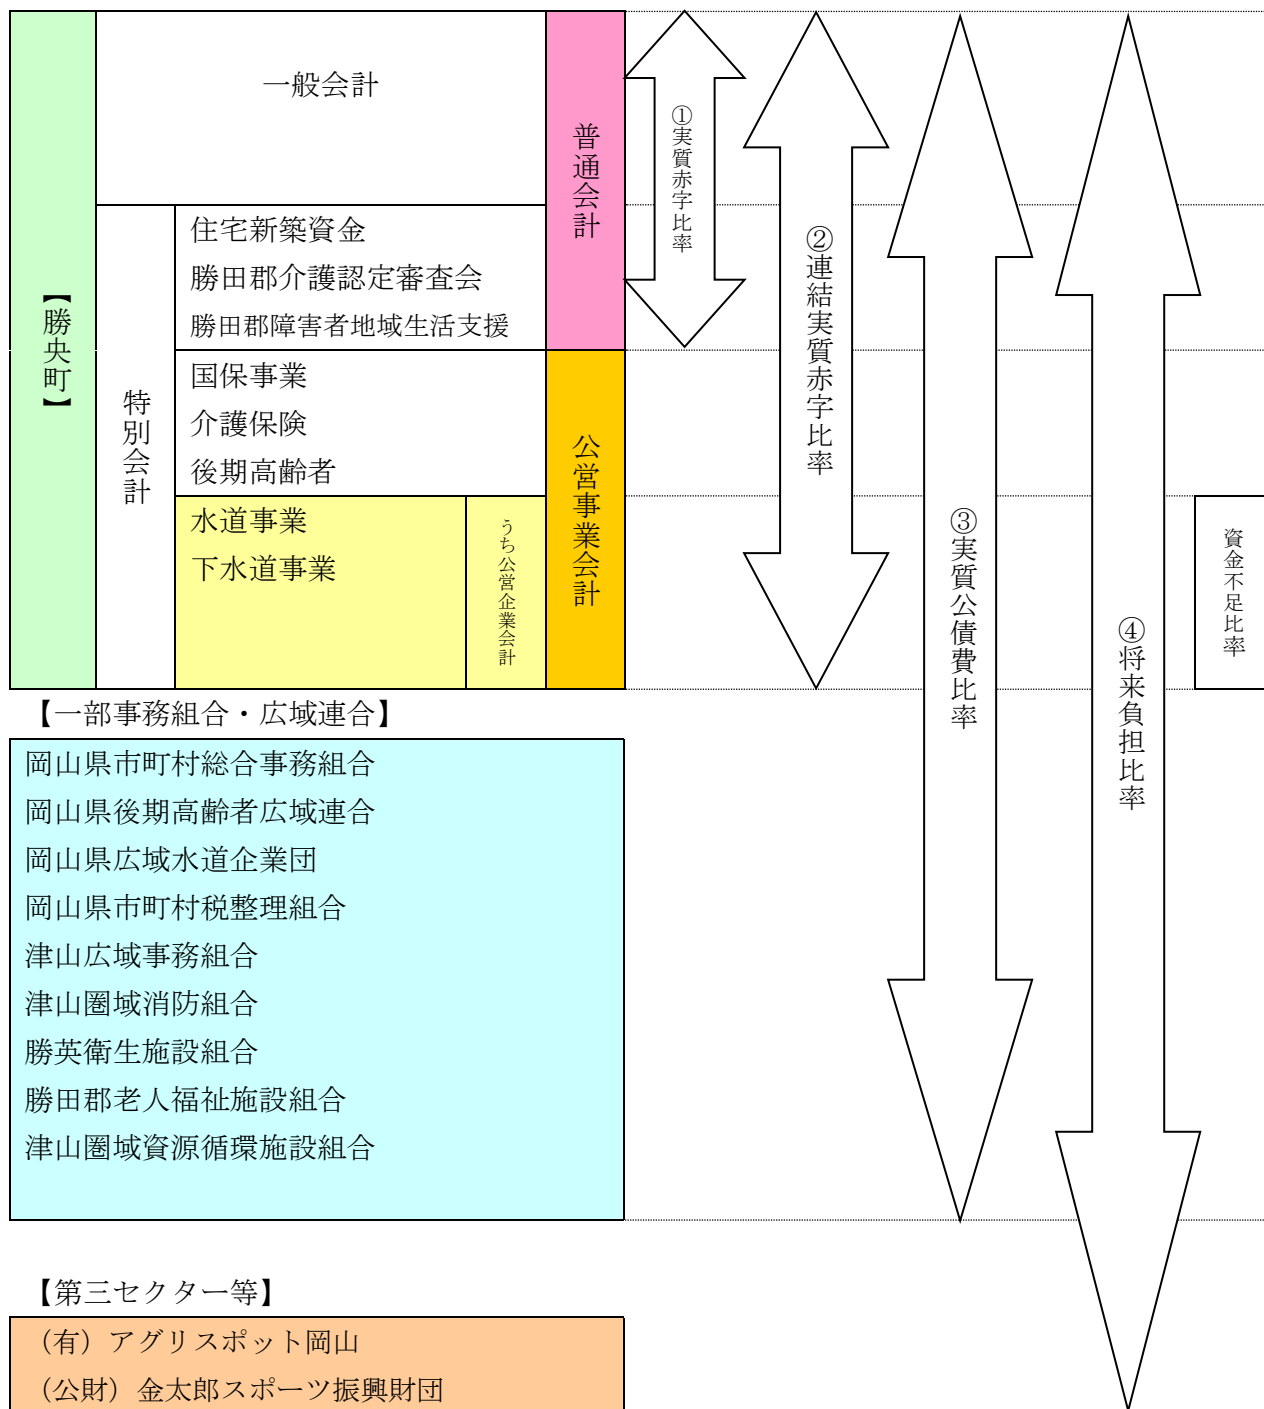 【勝央町】
一般会計
特別会計
住宅新築資金
勝田郡介護認定審査会
勝田郡障害者地域生活支援
国保事業
介護保険
後期高齢者
水道事業
下水道事業
うち公営企業会計
普通会計
公営事業会計
①実質赤字比率
②連結実質赤字比率
③実質公債費比率
④将来負担比率
資金不足比率
【一部事務組合・広域連合】
岡山県市町村総合事務組合
岡山県後期高齢者広域連合
岡山県広域水道企業団
岡山県市町村税整理組合
津山広域事務組合
津山圏域消防組合
勝英衛生施設組合
勝田郡老人福祉施設組合
津山圏域資源循環施設組合
【第三セクター等】
（有）アグリスポット岡山
（公財）金太郎スポーツ振興財団